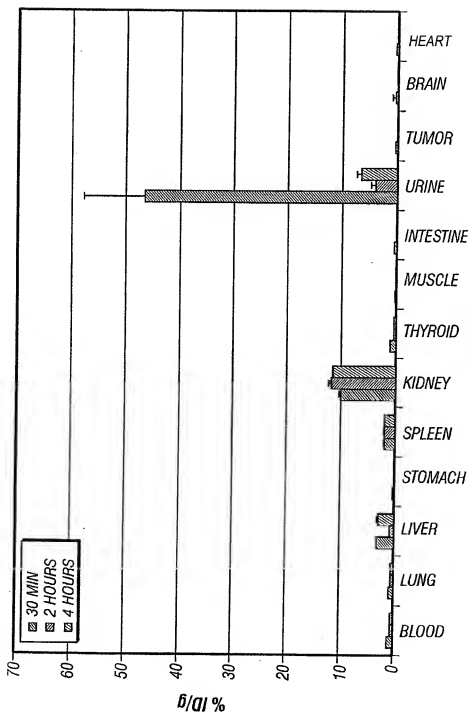 % ID/g
70
60
50
40
30
20
10
0
30 MIN
2 HOURS
4 HOURS
BLOOD
LUNG
LIVER
STOMACH
SPLEEN
KIDNEY
THYROID
MUSCLE
INTESTINE
URINE
TUMOR
BRAIN
HEART